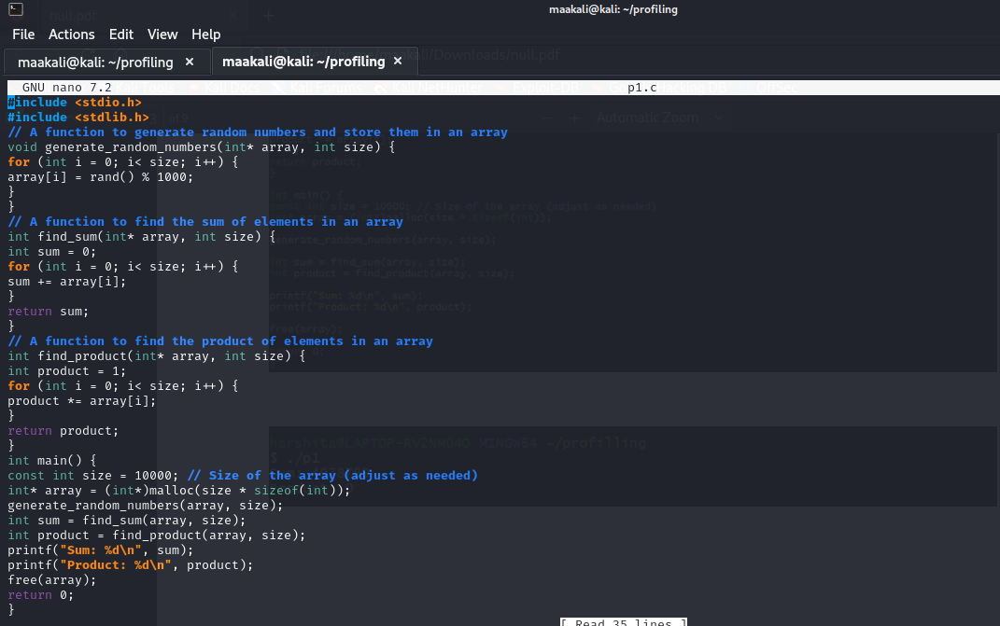 maakali@kali: ~/profiling
File Actions Edit View Help
maakali@kali: ~/profiling × maakali@kali: ~/profiling ×
GNU nano 7.2 p1.c
#include <stdio.h>
#include <stdlib.h>
// A function to generate random numbers and store them in an array
void generate_random_numbers(int* array, int size) {
for (int i = 0; i< size; i++) {
array[i] = rand() % 1000;
}
}
// A function to find the sum of elements in an array
int find_sum(int* array, int size) {
int sum = 0;
for (int i = 0; i< size; i++) {
sum += array[i];
}
return sum;
}
// A function to find the product of elements in an array
int find_product(int* array, int size) {
int product = 1;
for (int i = 0; i< size; i++) {
product *= array[i];
}
return product;
}
int main() {
const int size = 10000; // Size of the array (adjust as needed)
int* array = (int*)malloc(size * sizeof(int));
generate_random_numbers(array, size);
int sum = find_sum(array, size);
int product = find_product(array, size);
printf("Sum: %d\n", sum);
printf("Product: %d\n", product);
free(array);
return 0;
}
[ Read 35 lines ]